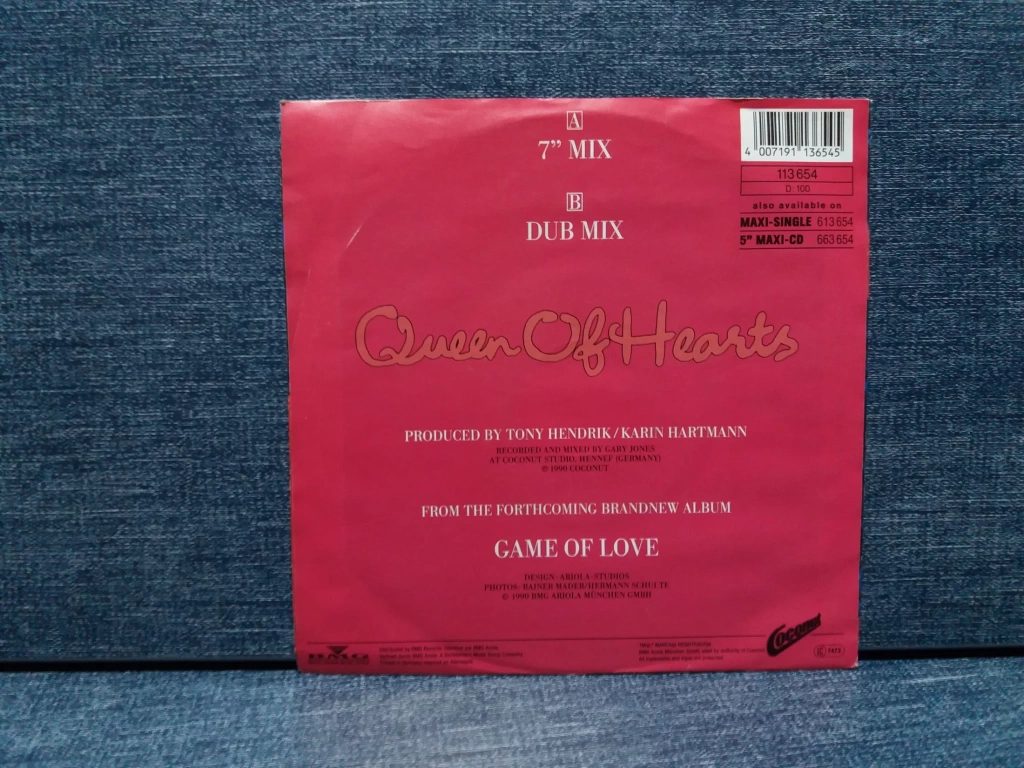 A
7” MIX
B
DUB MIX
4 007191 136545
113 654
D: 100
also available on
MAXI-SINGLE 613 654
5” MAXI-CD 663 654
Queen Of Hearts
PRODUCED BY TONY HENDRIK/KARIN HARTMANN
RECORDED AND MIXED BY GARY JONES
AT COCONUT STUDIO, HENNEF (GERMANY)
℗ 1990 COCONUT
FROM THE FORTHCOMING BRANDNEW ALBUM
GAME OF LOVE
DESIGN: ARIOLA-STUDIOS
PHOTOS: RAINER MADER/HERMANN SCHULTE
© 1990 BMG ARIOLA MÜNCHEN GMBH
BMG
Coconut